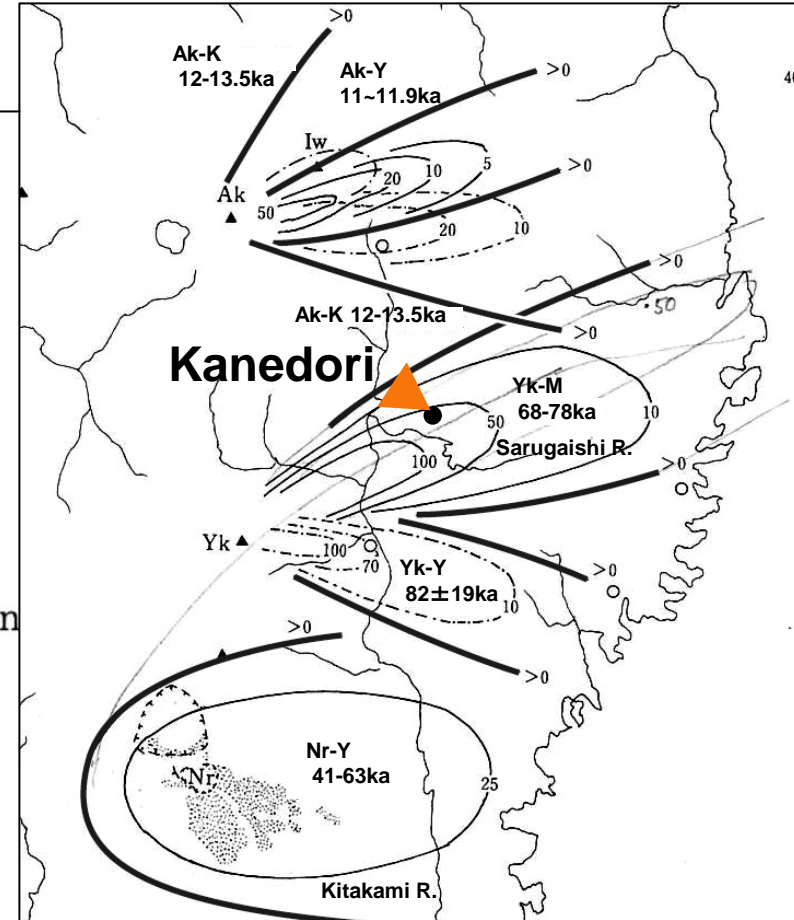 >0
Ak-K
12-13.5ka
Ak-Y
11~11.9ka
>0
40
Iw
5
10
20
>0
Ak
50
20
10
>0
50
Ak-K 12-13.5ka
>0
Kanedori
Yk-M
68-78ka
10
50
Sarugaishi R.
100
>0
Yk
100
70
Yk-Y
82±19ka
>0
10
n
>0
>0
Nr-Y
41-63ka
Nr
25
Kitakami R.